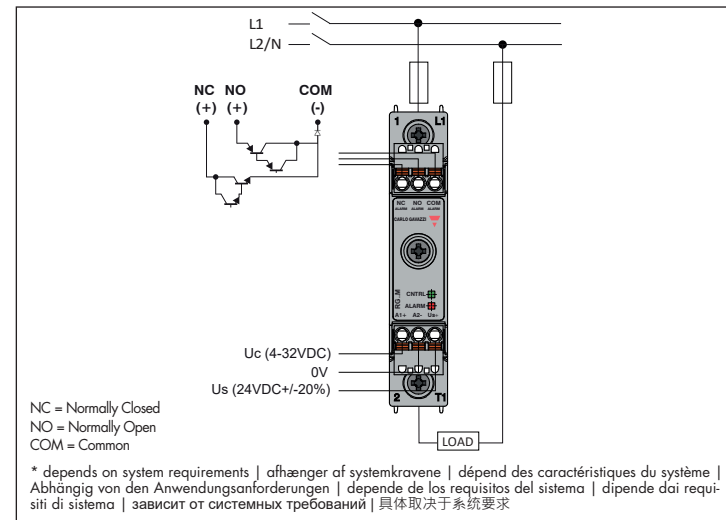 L1
L2/N
NC NO COM
(+) (+) (-)
1 L1
NC NO COM
ALARM ALARM ALARM
CARLO GAVAZZI
RG..M
CNTRL
ALARM
A1+ A2- Us+
Uc (4-32VDC)
0V
Us (24VDC+/-20%)
2 T1
LOAD
NC = Normally Closed
NO = Normally Open
COM = Common
* depends on system requirements | afhænger af systemkravene | dépend des caractéristiques du système |
Abhängig von den Anwendungsanforderungen | depende de los requisitos del sistema | dipende dai requi-
siti di sistema | зависит от системных требований | 具体取决于系统要求